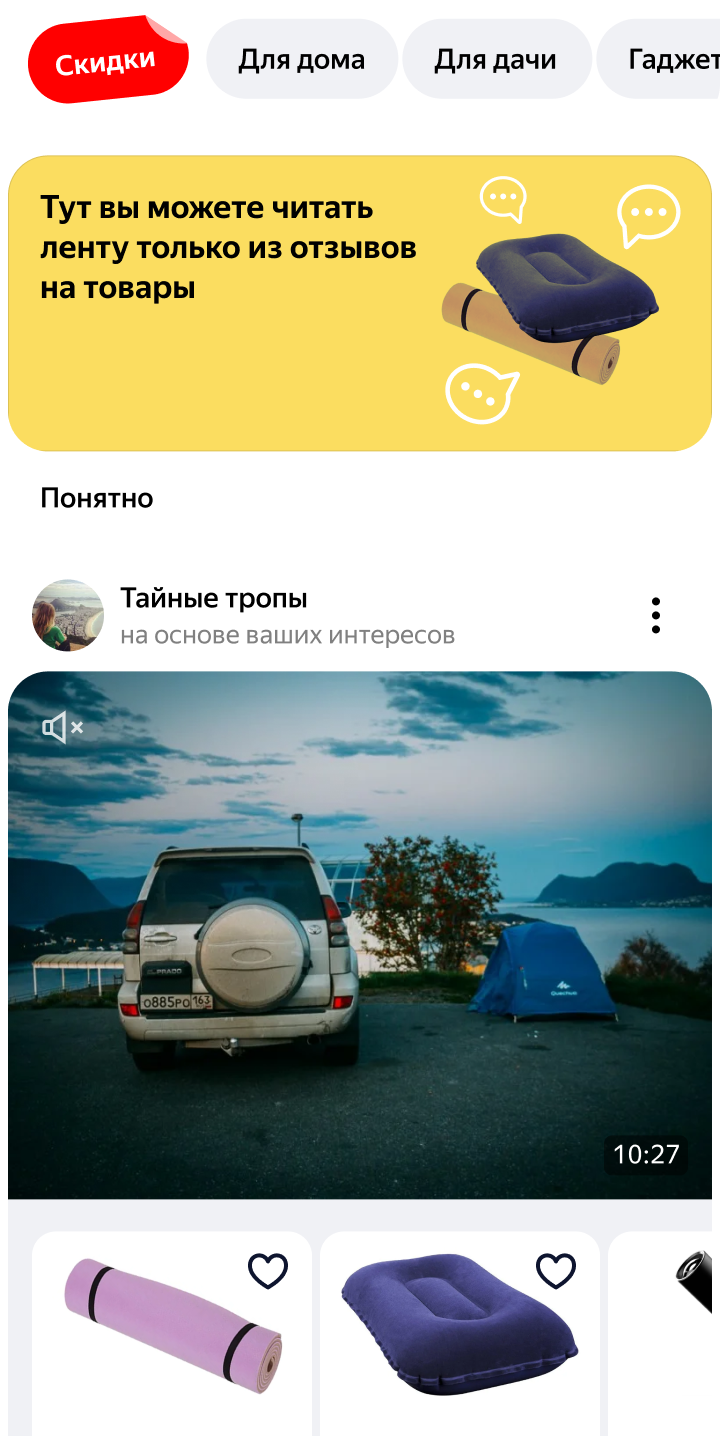 Скидки
Для дома
Для дачи
Гаджет
Тут вы можете читать
ленту только из отзывов
на товары
Понятно
Тайные тропы
на основе ваших интересов
PRADO
О885РО 163
Quechua
10:27